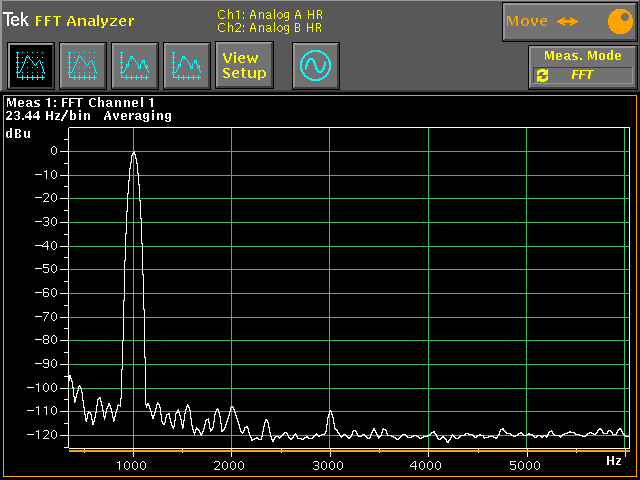 Tek FFT Analyzer
Ch1: Analog A HR
Ch2: Analog B HR
Move
View
Setup
Meas. Mode
FFT
Meas 1: FFT Channel 1
23.44 Hz/bin Averaging
dBu
0
-10
-20
-30
-40
-50
-60
-70
-80
-90
-100
-110
-120
1000 2000 3000 4000 5000 Hz